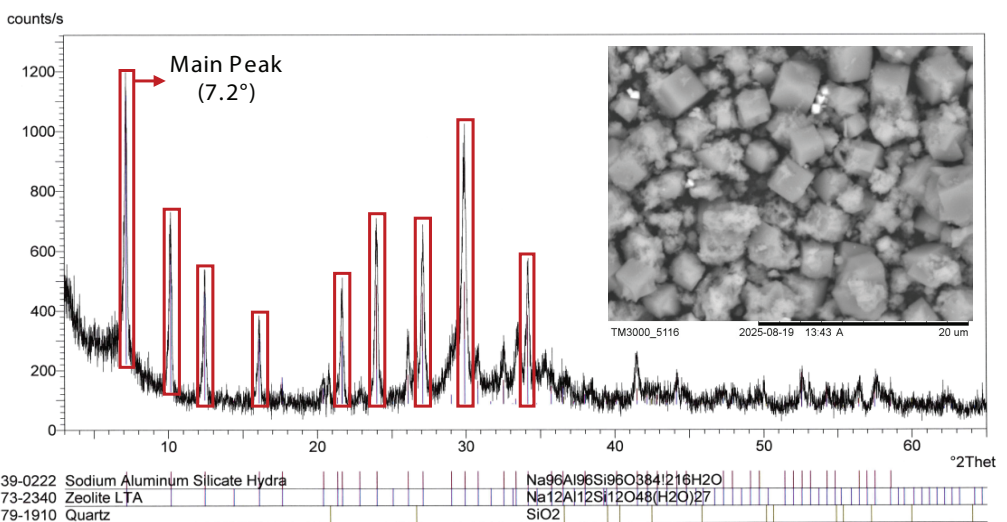 counts/s
1200
1000
800
600
400
200
0
Main Peak
(7.2°)
TM3000_5116 2025-08-19 13:43 A 20 um
10 20 30 40 50 60
°2Thet
39-0222 Sodium Aluminum Silicate Hydra Na96Al96Si96O384!216H2O
73-2340 Zeolite LTA Na12Al12Si12O48(H2O)27
79-1910 Quartz SiO2